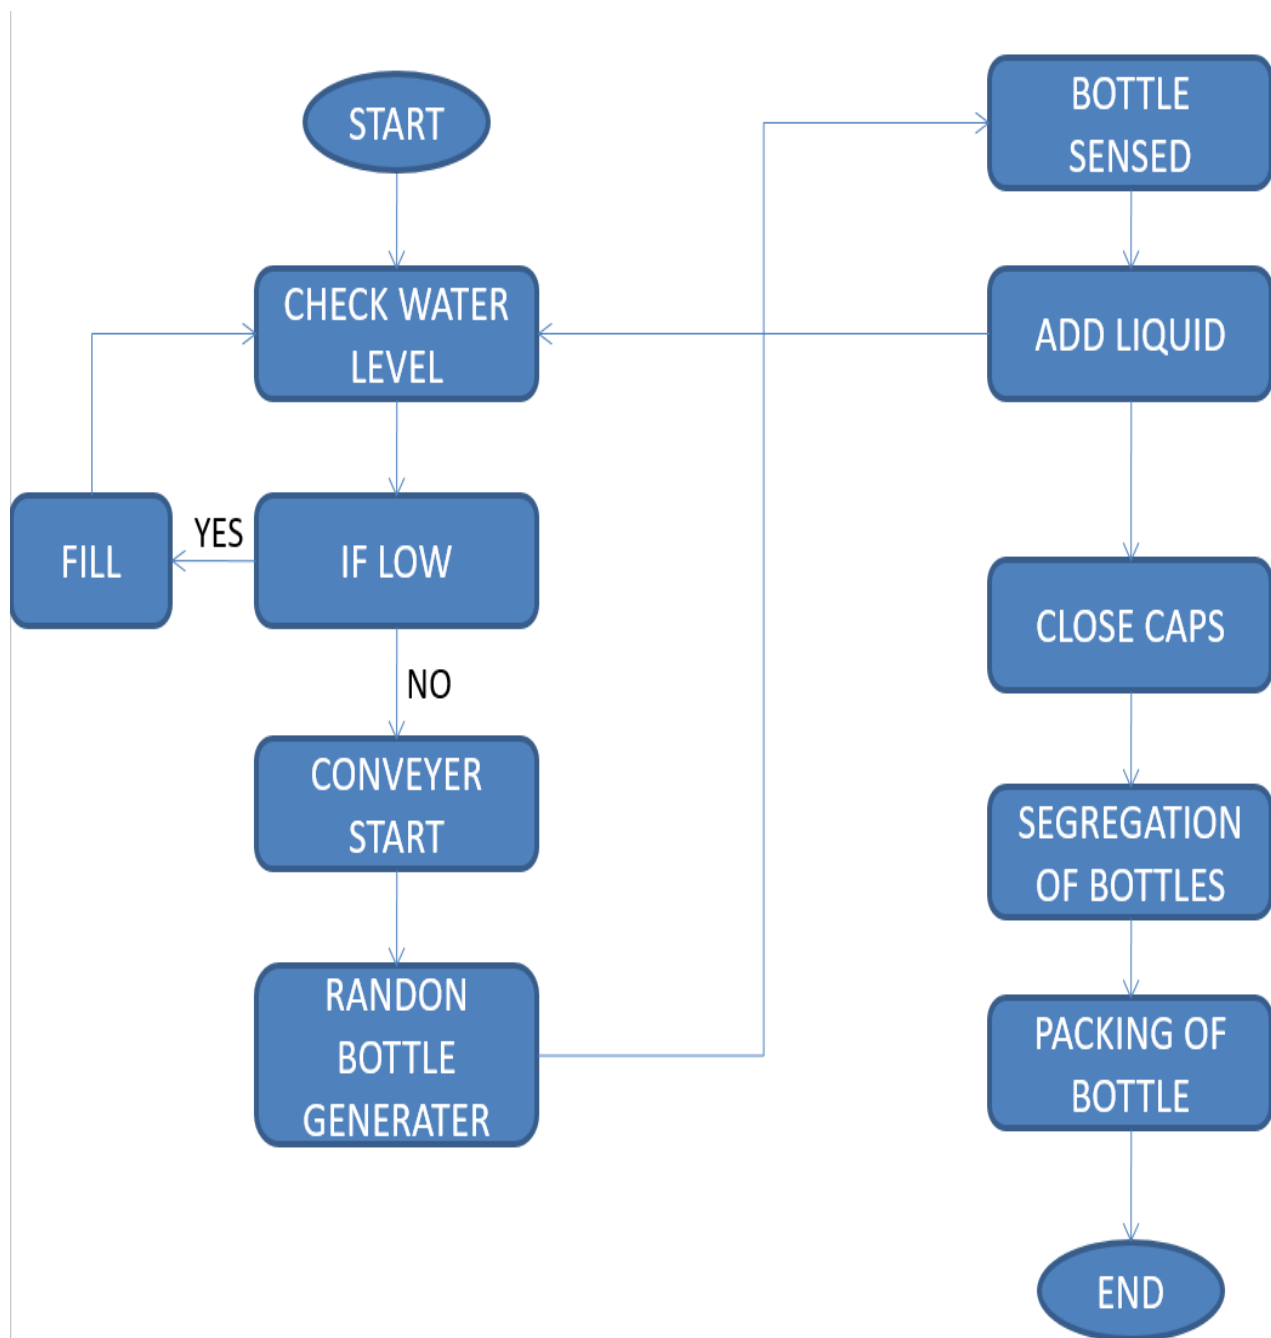 START
CHECK WATER
LEVEL
YES
FILL
IF LOW
NO
CONVEYER
START
RANDON
BOTTLE
GENERATER
BOTTLE
SENSED
ADD LIQUID
CLOSE CAPS
SEGREGATION
OF BOTTLES
PACKING OF
BOTTLE
END